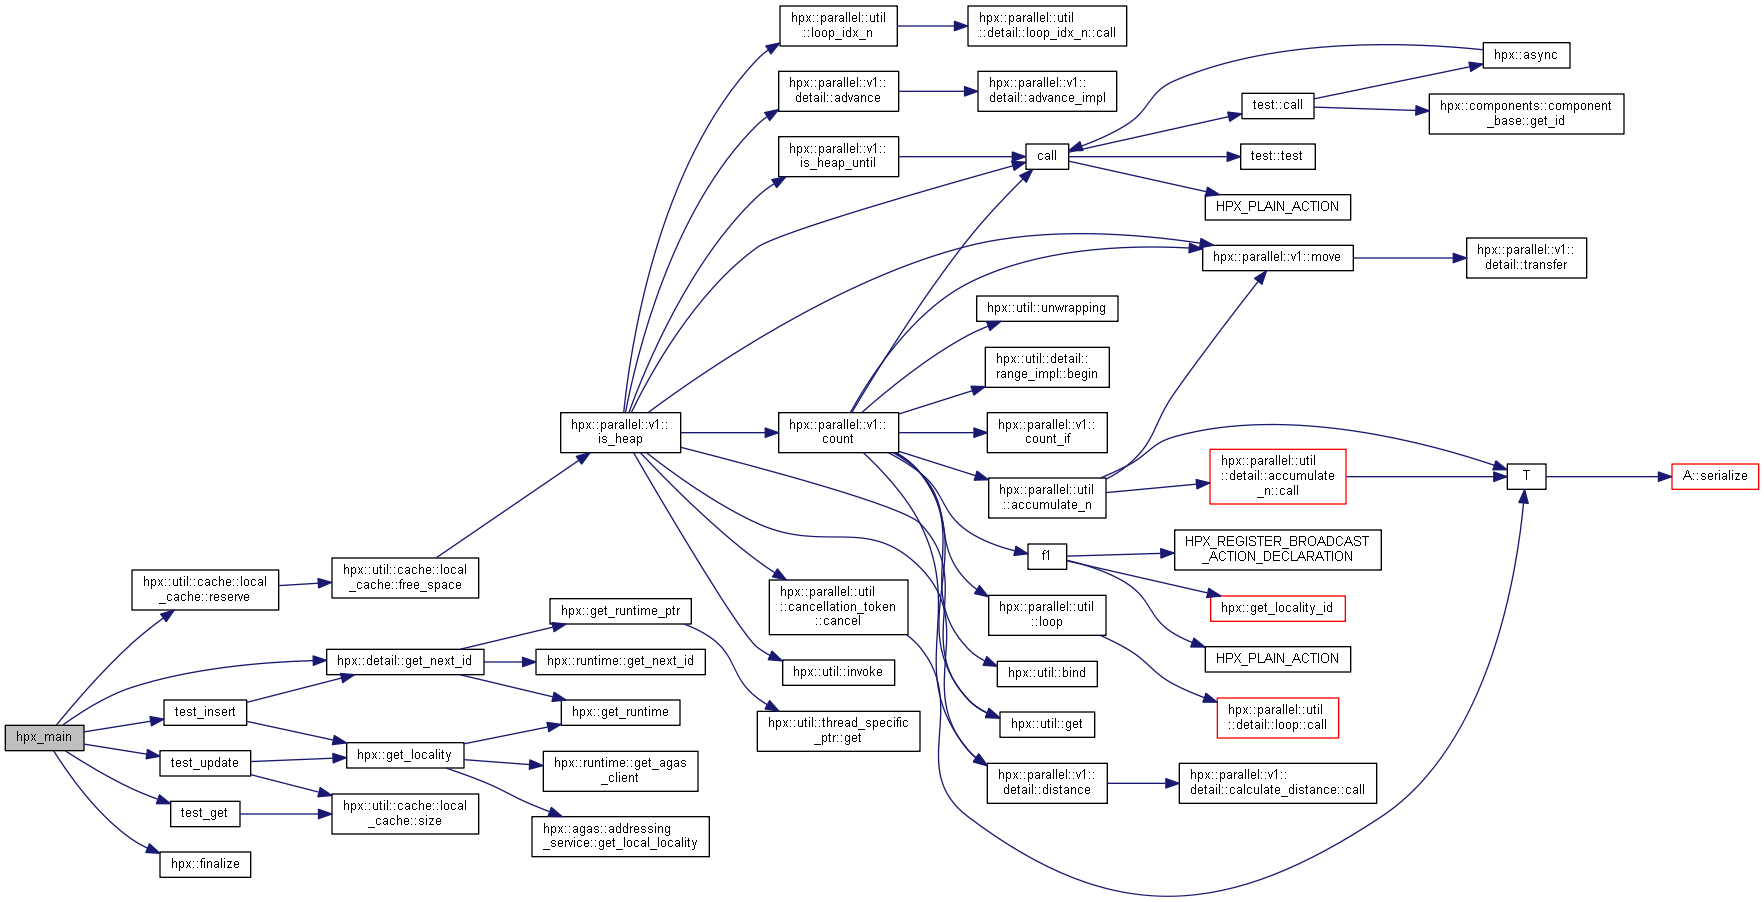 hpx_main
hpx::util::cache::local
_cache::reserve
hpx::util::cache::local
_cache::free_space
hpx::detail::get_next_id
test_insert
test_update
test_get
hpx::finalize
hpx::get_locality
hpx::util::cache::local
_cache::size
hpx::get_runtime_ptr
hpx::runtime::get_next_id
hpx::get_runtime
hpx::runtime::get_agas
_client
hpx::agas::addressing
_service::get_local_locality
hpx::parallel::v1::
is_heap
hpx::parallel::util
::loop_idx_n
hpx::parallel::v1::
detail::advance
hpx::parallel::v1::
is_heap_until
hpx::parallel::v1::
count
hpx::parallel::util
::cancellation_token
::cancel
hpx::util::invoke
hpx::util::thread_specific
_ptr::get
hpx::parallel::util
::detail::loop_idx_n::call
hpx::parallel::v1::
detail::advance_impl
call
hpx::util::unwrapping
hpx::util::detail::
range_impl::begin
hpx::parallel::v1::
count_if
hpx::parallel::util
::accumulate_n
f1
hpx::parallel::util
::loop
hpx::util::bind
hpx::util::get
hpx::parallel::v1::
detail::distance
test::call
test::test
HPX_PLAIN_ACTION
hpx::parallel::v1::move
hpx::parallel::util
::detail::accumulate
_n::call
HPX_REGISTER_BROADCAST
_ACTION_DECLARATION
hpx::get_locality_id
HPX_PLAIN_ACTION
hpx::parallel::util
::detail::loop::call
hpx::parallel::v1::
detail::calculate_distance::call
hpx::async
hpx::components::component
_base::get_id
hpx::parallel::v1::
detail::transfer
T
A::serialize